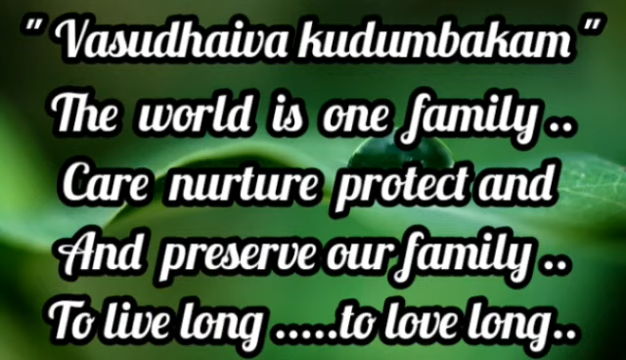 " Vasudhaiva kudumbakam "
The world is one family ..
Care nurture protect and
And preserve our family ..
To live long .....to love long..